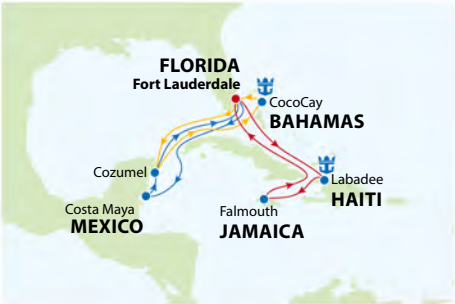 FLORIDA
Fort Lauderdale
CocoCay
BAHAMAS
Cozumel
Labadee
HAITI
Costa Maya
MEXICO
Falmouth
JAMAICA